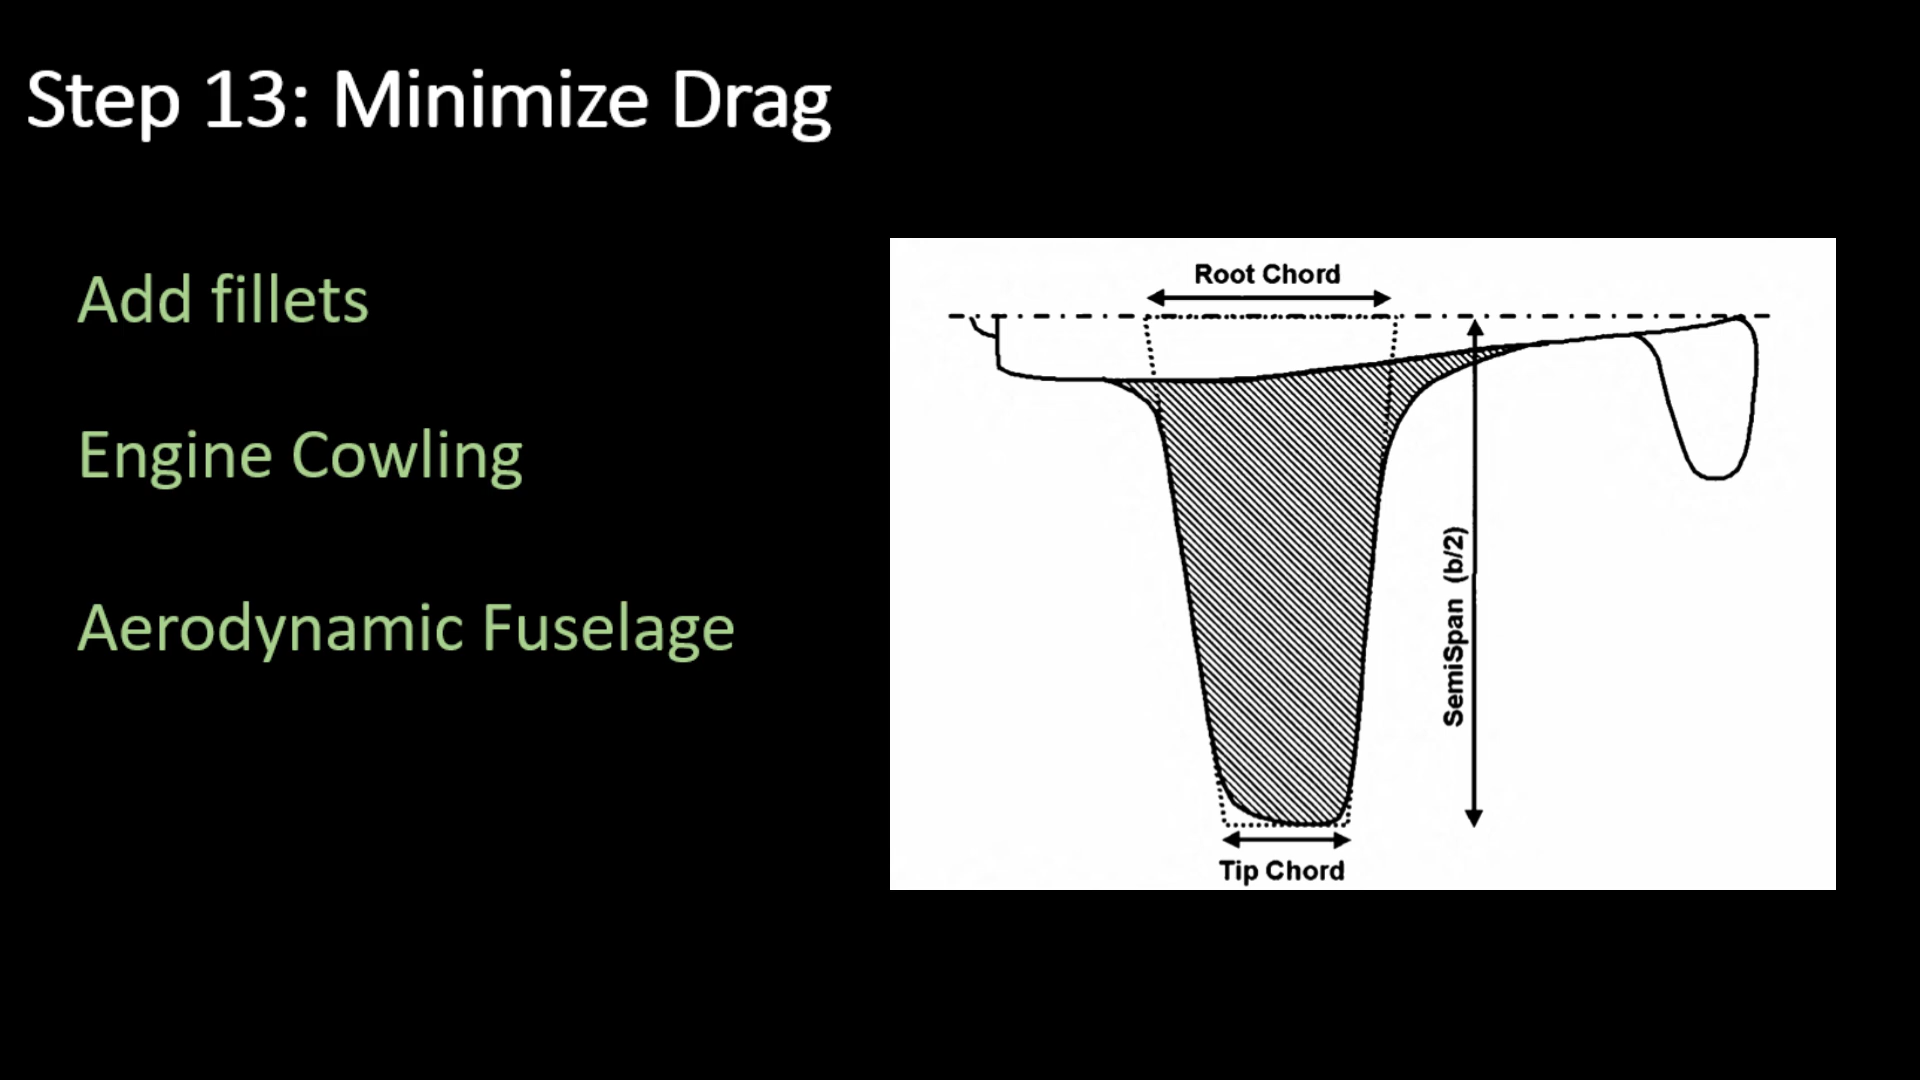 Step 13: Minimize Drag
Add fillets
Engine Cowling
Aerodynamic Fuselage
Root Chord
SemiSpan (b/2)
Tip Chord